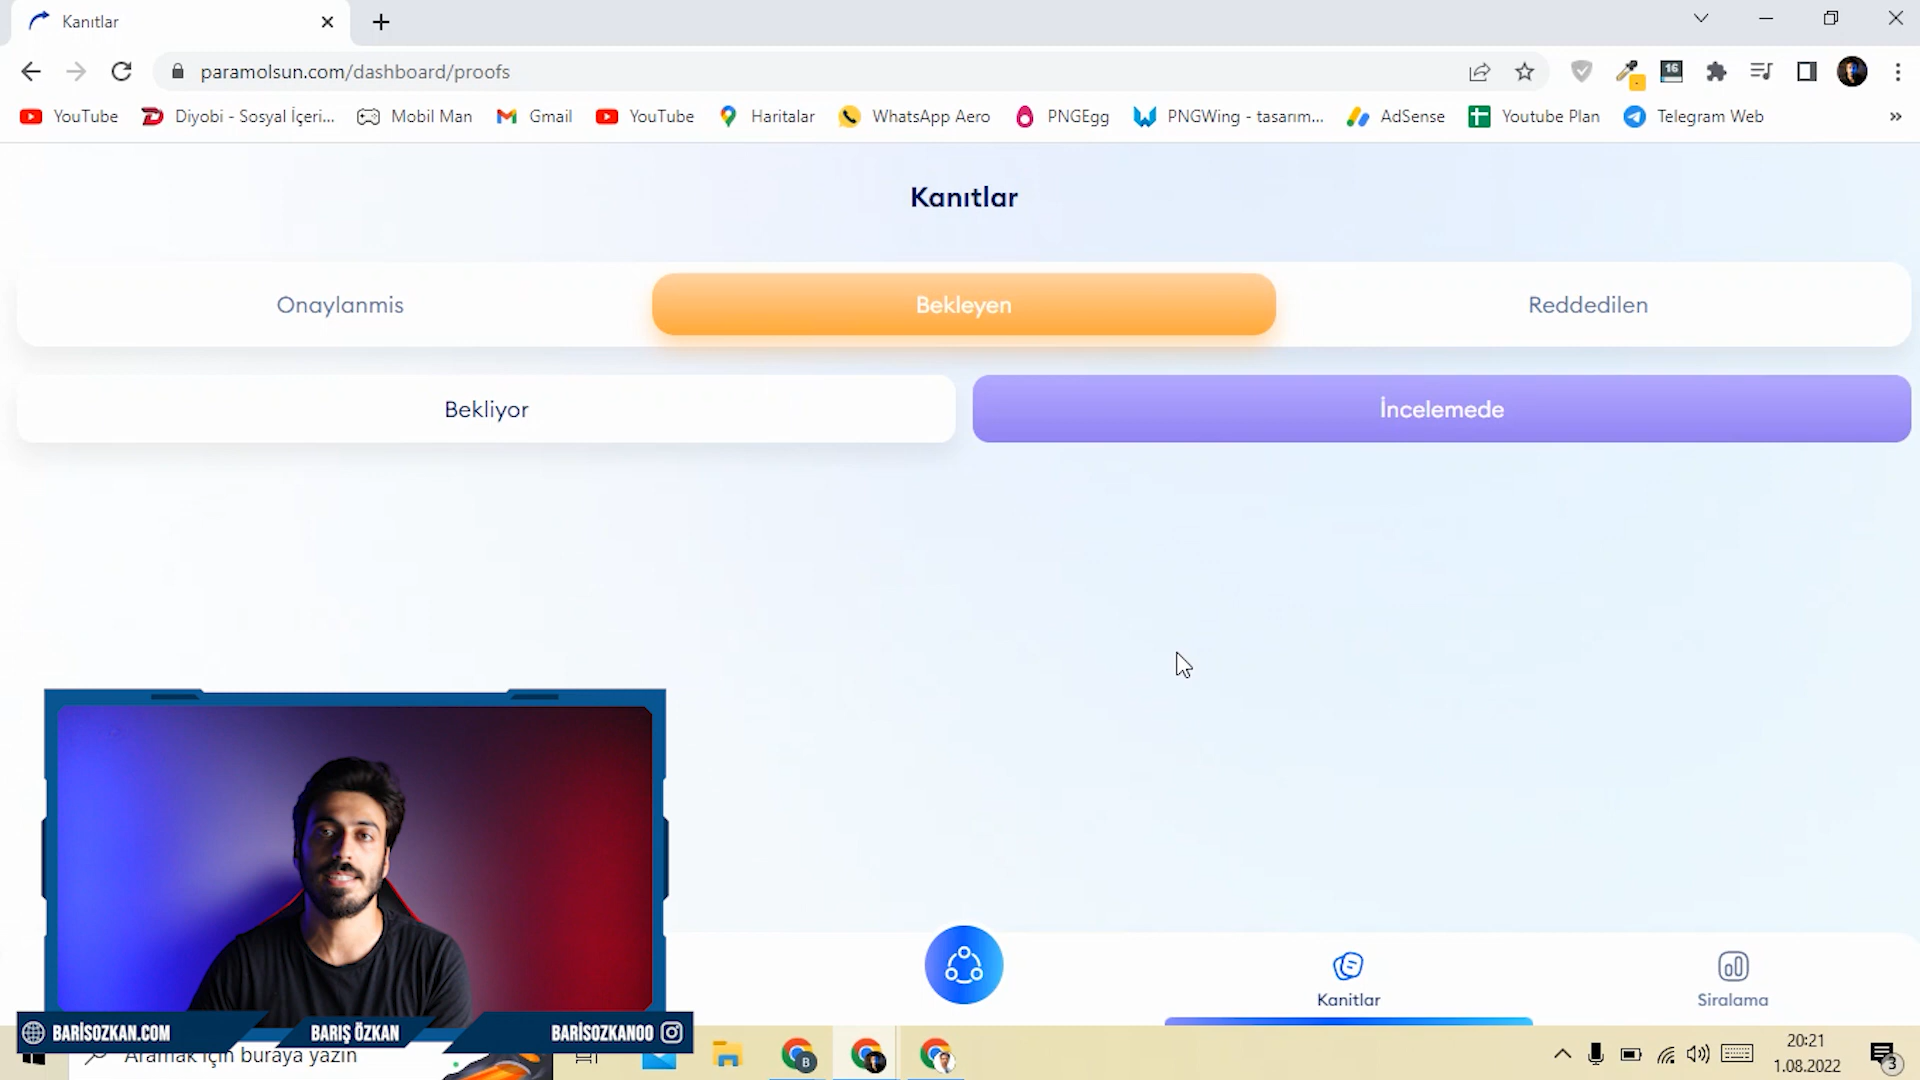 Kanıtlar
paramolsun.com/dashboard/proofs
16
YouTube
Diyobi - Sosyal İçeri...
Mobil Man
Gmail
YouTube
Haritalar
WhatsApp Aero
PNGEgg
PNGWing - tasarım...
AdSense
Youtube Plan
Telegram Web
»
Kanıtlar
Onaylanmis
Bekleyen
Reddedilen
Bekliyor
İncelemede
Kanitlar
Siralama
BARİSOZKAN.COM
BARIŞ ÖZKAN
BARİSOZKANOO
Aramak için buraya yazın
B
20:21
1.08.2022
3